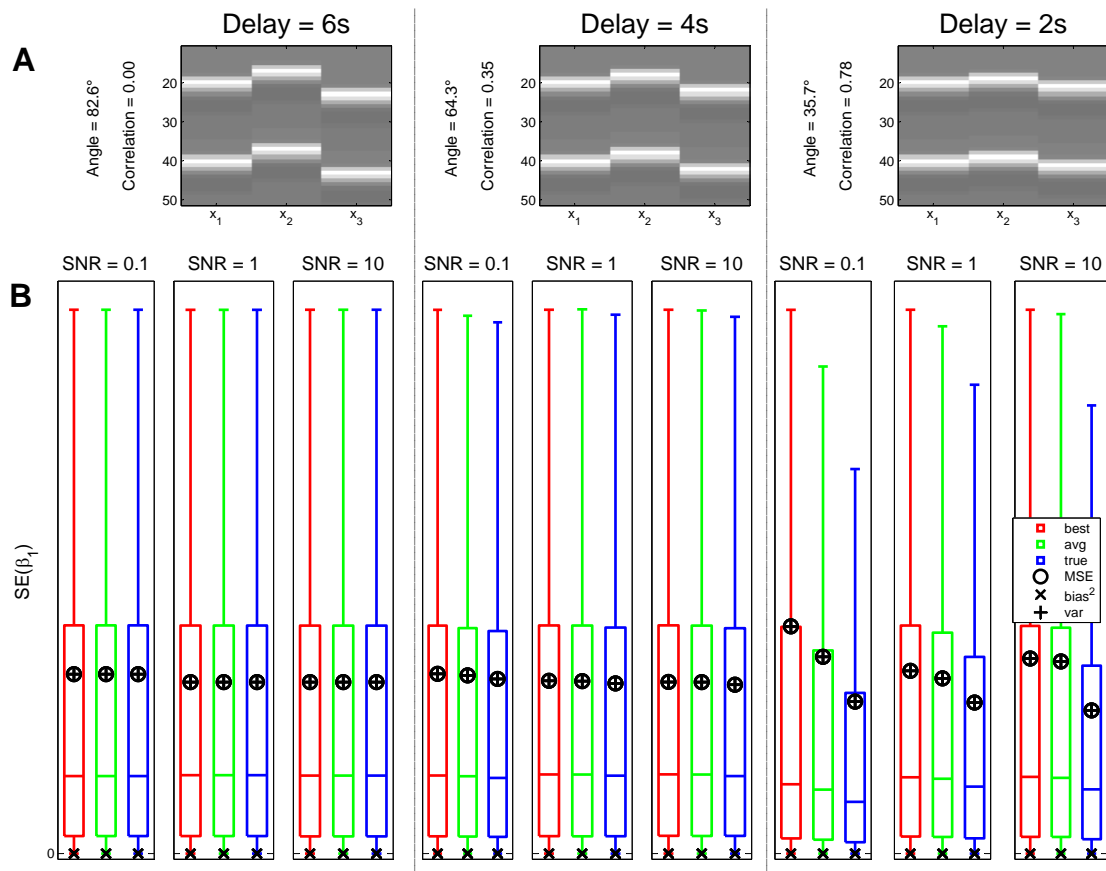 Delay = 6s
Delay = 4s
Delay = 2s
A
Angle = 82.6°
Correlation = 0.00
20
30
40
50
x1
x2
x3
Angle = 64.3°
Correlation = 0.35
20
30
40
50
x1
x2
x3
Angle = 35.7°
Correlation = 0.78
20
30
40
50
x1
x2
x3
B
SNR = 0.1
SNR = 1
SNR = 10
SNR = 0.1
SNR = 1
SNR = 10
SNR = 0.1
SNR = 1
SNR = 10
SE(β1)
0
best
avg
true
MSE
bias2
var